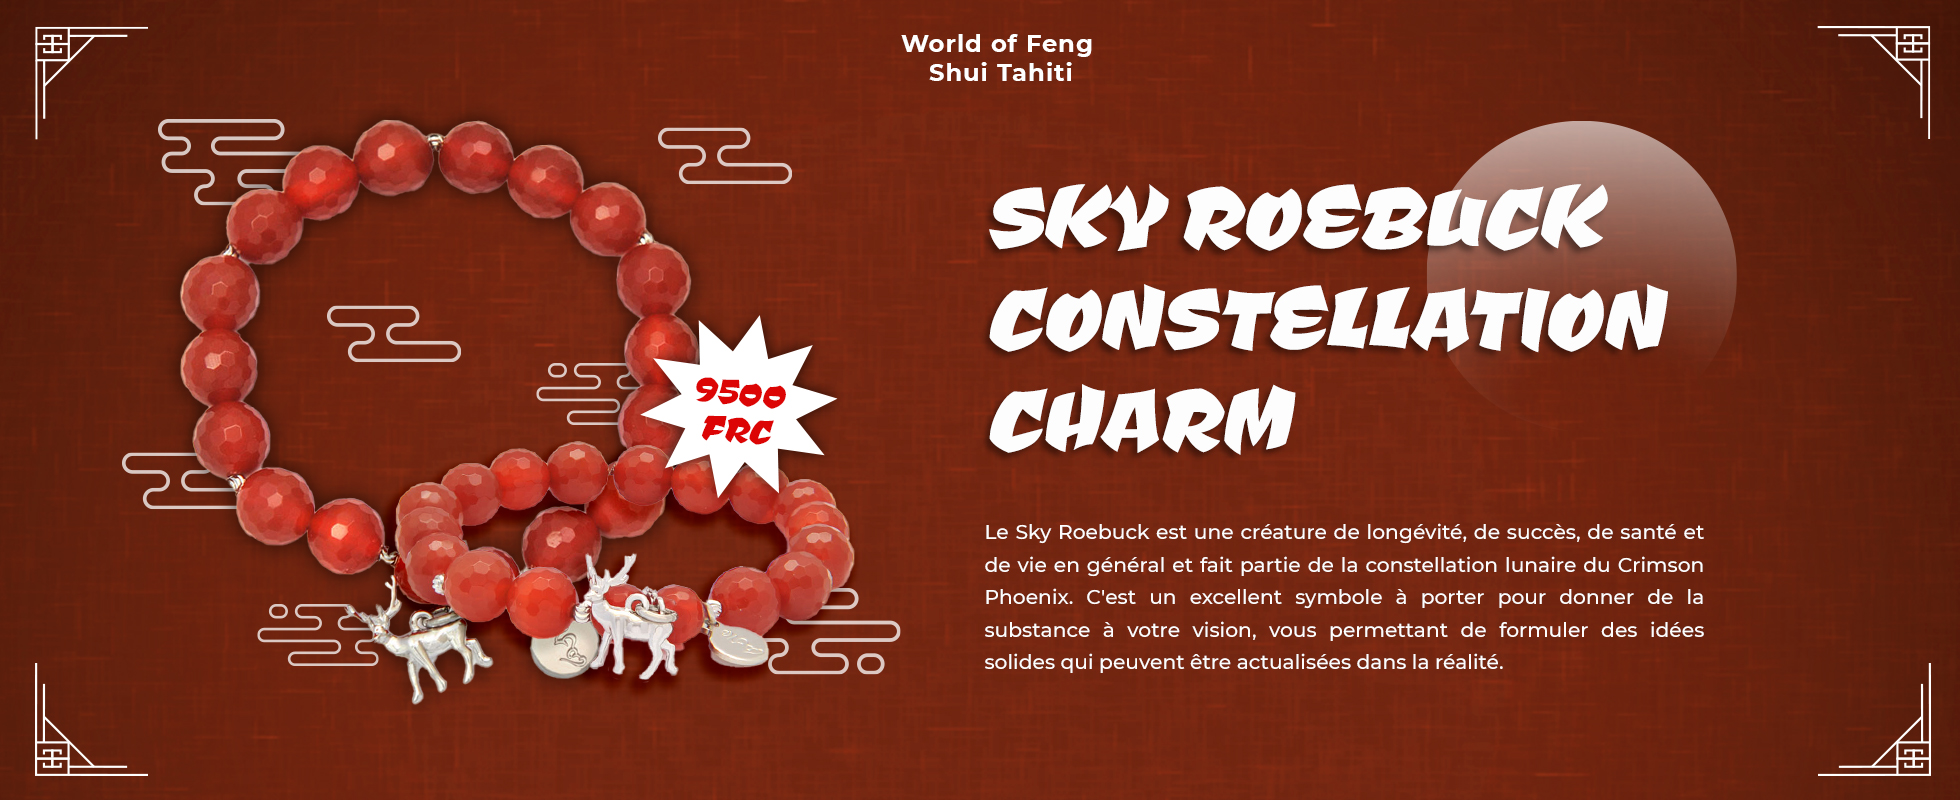 World of Feng
Shui Tahiti
SKY ROEBUCK
CONSTELLATION
CHARM
9500
FRC
Le Sky Roebuck est une créature de longévité, de succès, de santé et
de vie en général et fait partie de la constellation lunaire du Crimson
Phoenix. C'est un excellent symbole à porter pour donner de la
substance à votre vision, vous permettant de formuler des idées
solides qui peuvent être actualisées dans la réalité.